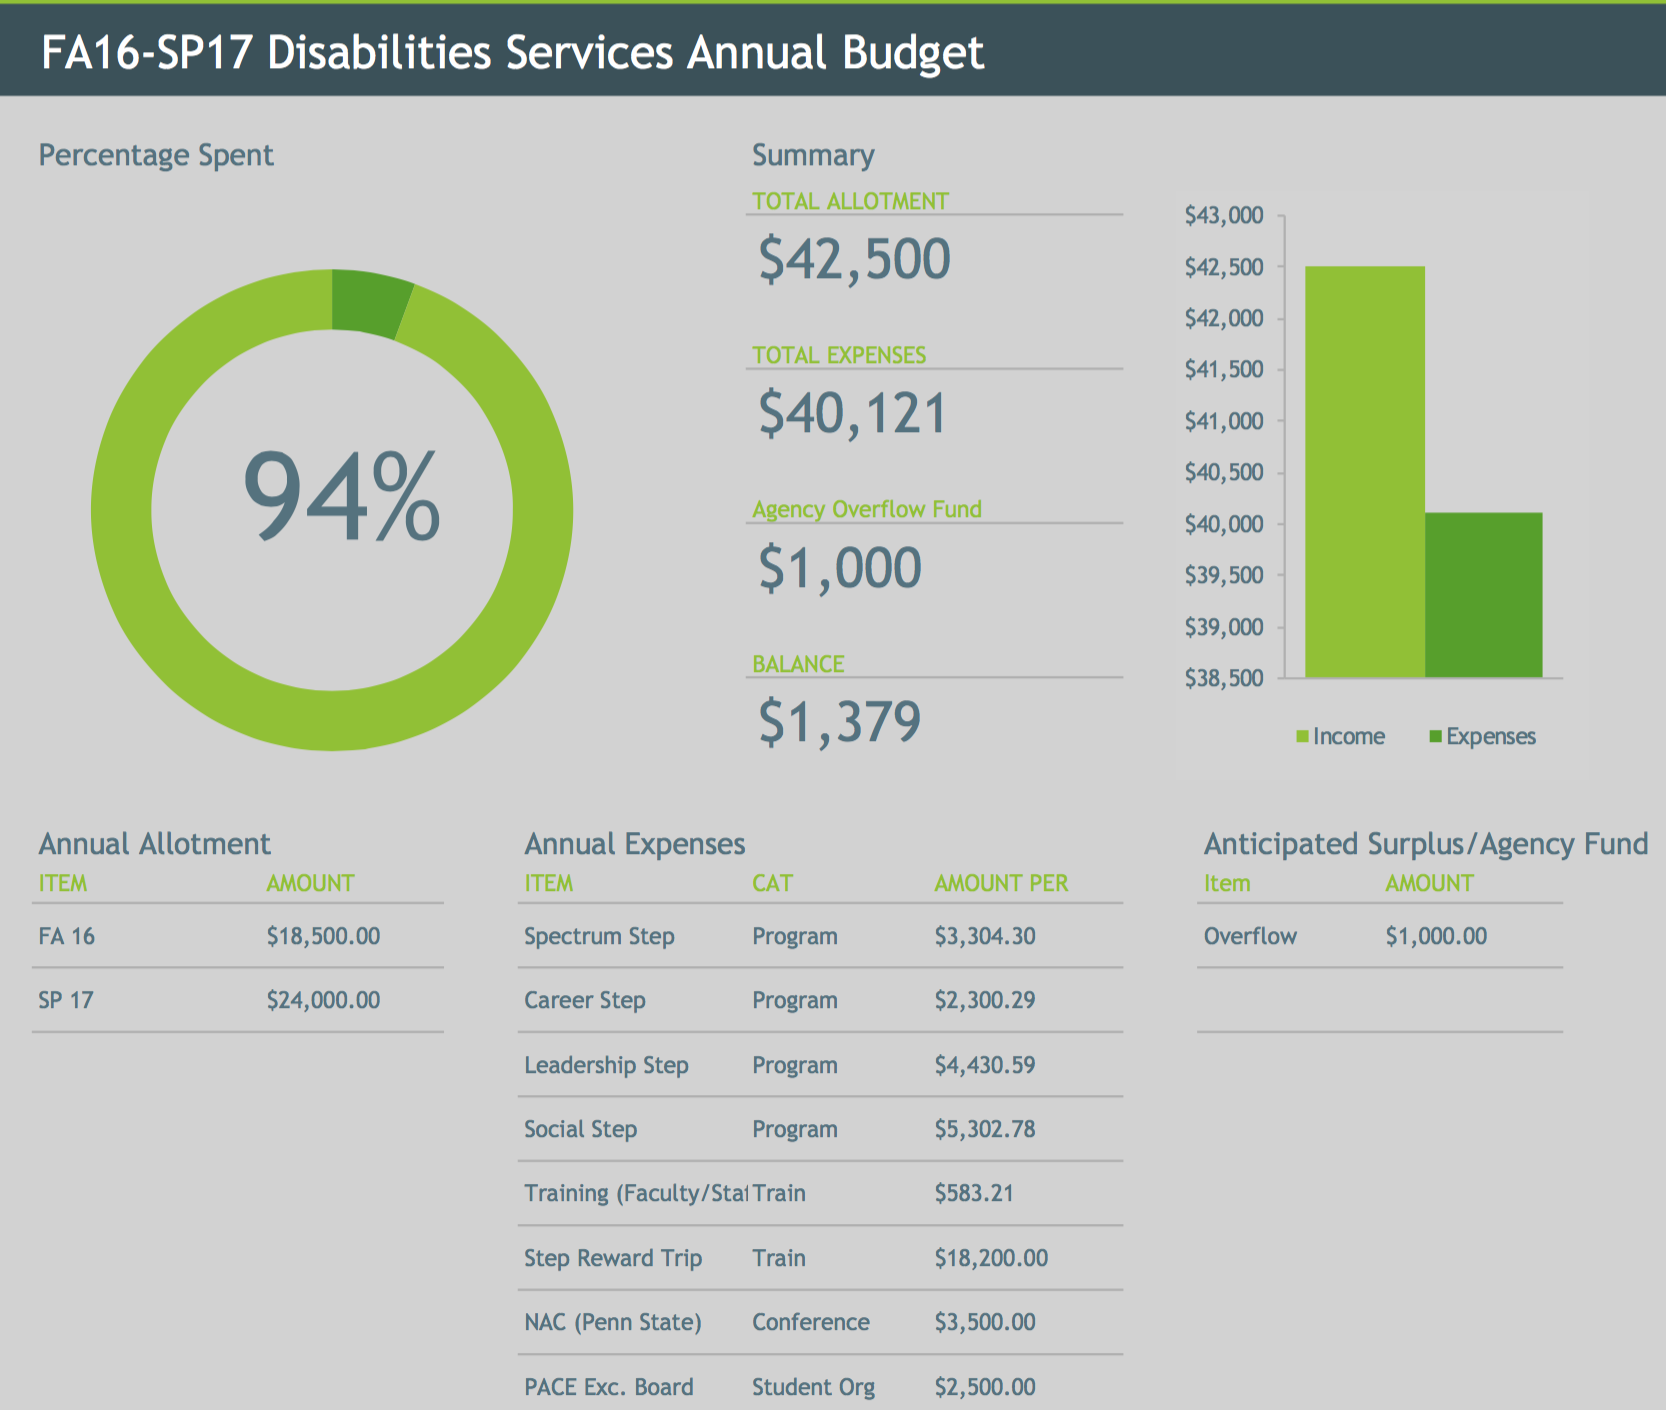 FA16-SP17 Disabilities Services Annual Budget
Percentage Spent
94%
Summary
TOTAL ALLOTMENT
$42,500
TOTAL EXPENSES
$40,121
Agency Overflow Fund
$1,000
BALANCE
$1,379
$43,000
$42,500
$42,000
$41,500
$41,000
$40,500
$40,000
$39,500
$39,000
$38,500
Income Expenses
Annual Allotment
ITEM AMOUNT
FA 16 $18,500.00
SP 17 $24,000.00
Annual Expenses
ITEM CAT AMOUNT PER
Spectrum Step Program $3,304.30
Career Step Program $2,300.29
Leadership Step Program $4,430.59
Social Step Program $5,302.78
Training (Faculty/Staf Train $583.21
Step Reward Trip Train $18,200.00
NAC (Penn State) Conference $3,500.00
PACE Exc. Board Student Org $2,500.00
Anticipated Surplus/Agency Fund
Item AMOUNT
Overflow $1,000.00